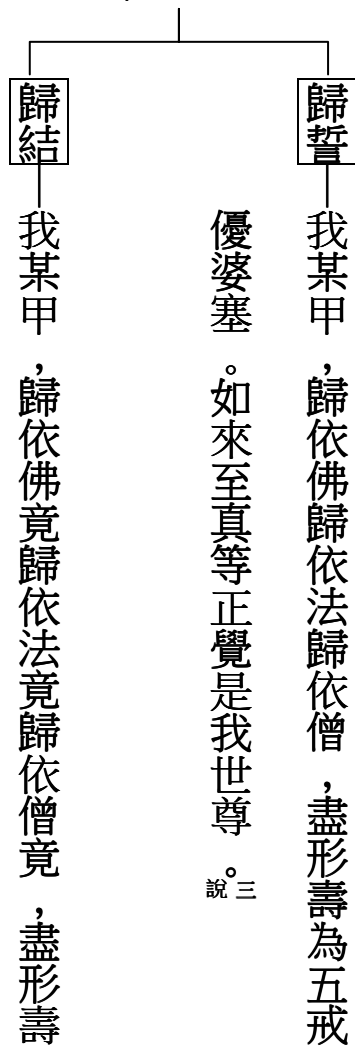 歸誓
我某甲,歸依佛歸依法歸依僧,盡形壽為五戒
優婆塞。如來至真等正覺是我世尊。三說
歸結
我某甲,歸依佛竟歸依法竟歸依僧竟,盡形壽